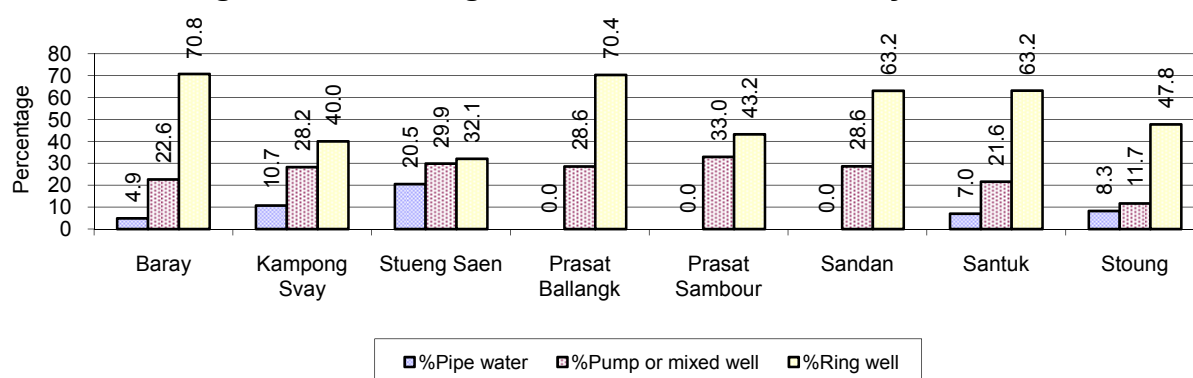 80
70
60
50
40
30
20
10
0
Percentage
4.9 22.6 70.8
10.7 28.2 40.0
20.5 29.9 32.1
0.0 28.6 70.4
0.0 33.0 43.2
0.0 28.6 63.2
7.0 21.6 63.2
8.3 11.7 47.8
Baray Kampong Stueng Saen Prasat Prasat Sandan Santuk Stoung
Svay Ballangk Sambour
%Pipe water %Pump or mixed well %Ring well